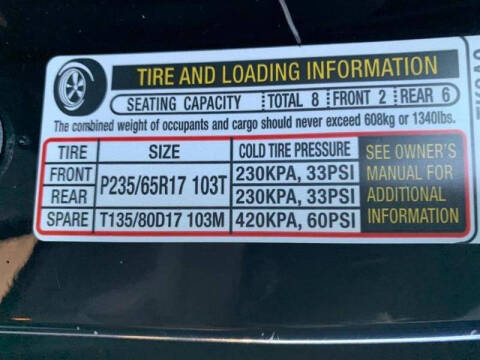 TIRE AND LOADING INFORMATION
SEATING CAPACITY TOTAL 8 FRONT 2 REAR 6
The combined weight of occupants and cargo should never exceed 608kg or 1340lbs.
TIRE SIZE COLD TIRE PRESSURE
FRONT P235/65R17 103T 230KPA, 33PSI
REAR 230KPA, 33PSI
SPARE T135/80D17 103M 420KPA, 60PSI
SEE OWNER'S
MANUAL FOR
ADDITIONAL
INFORMATION